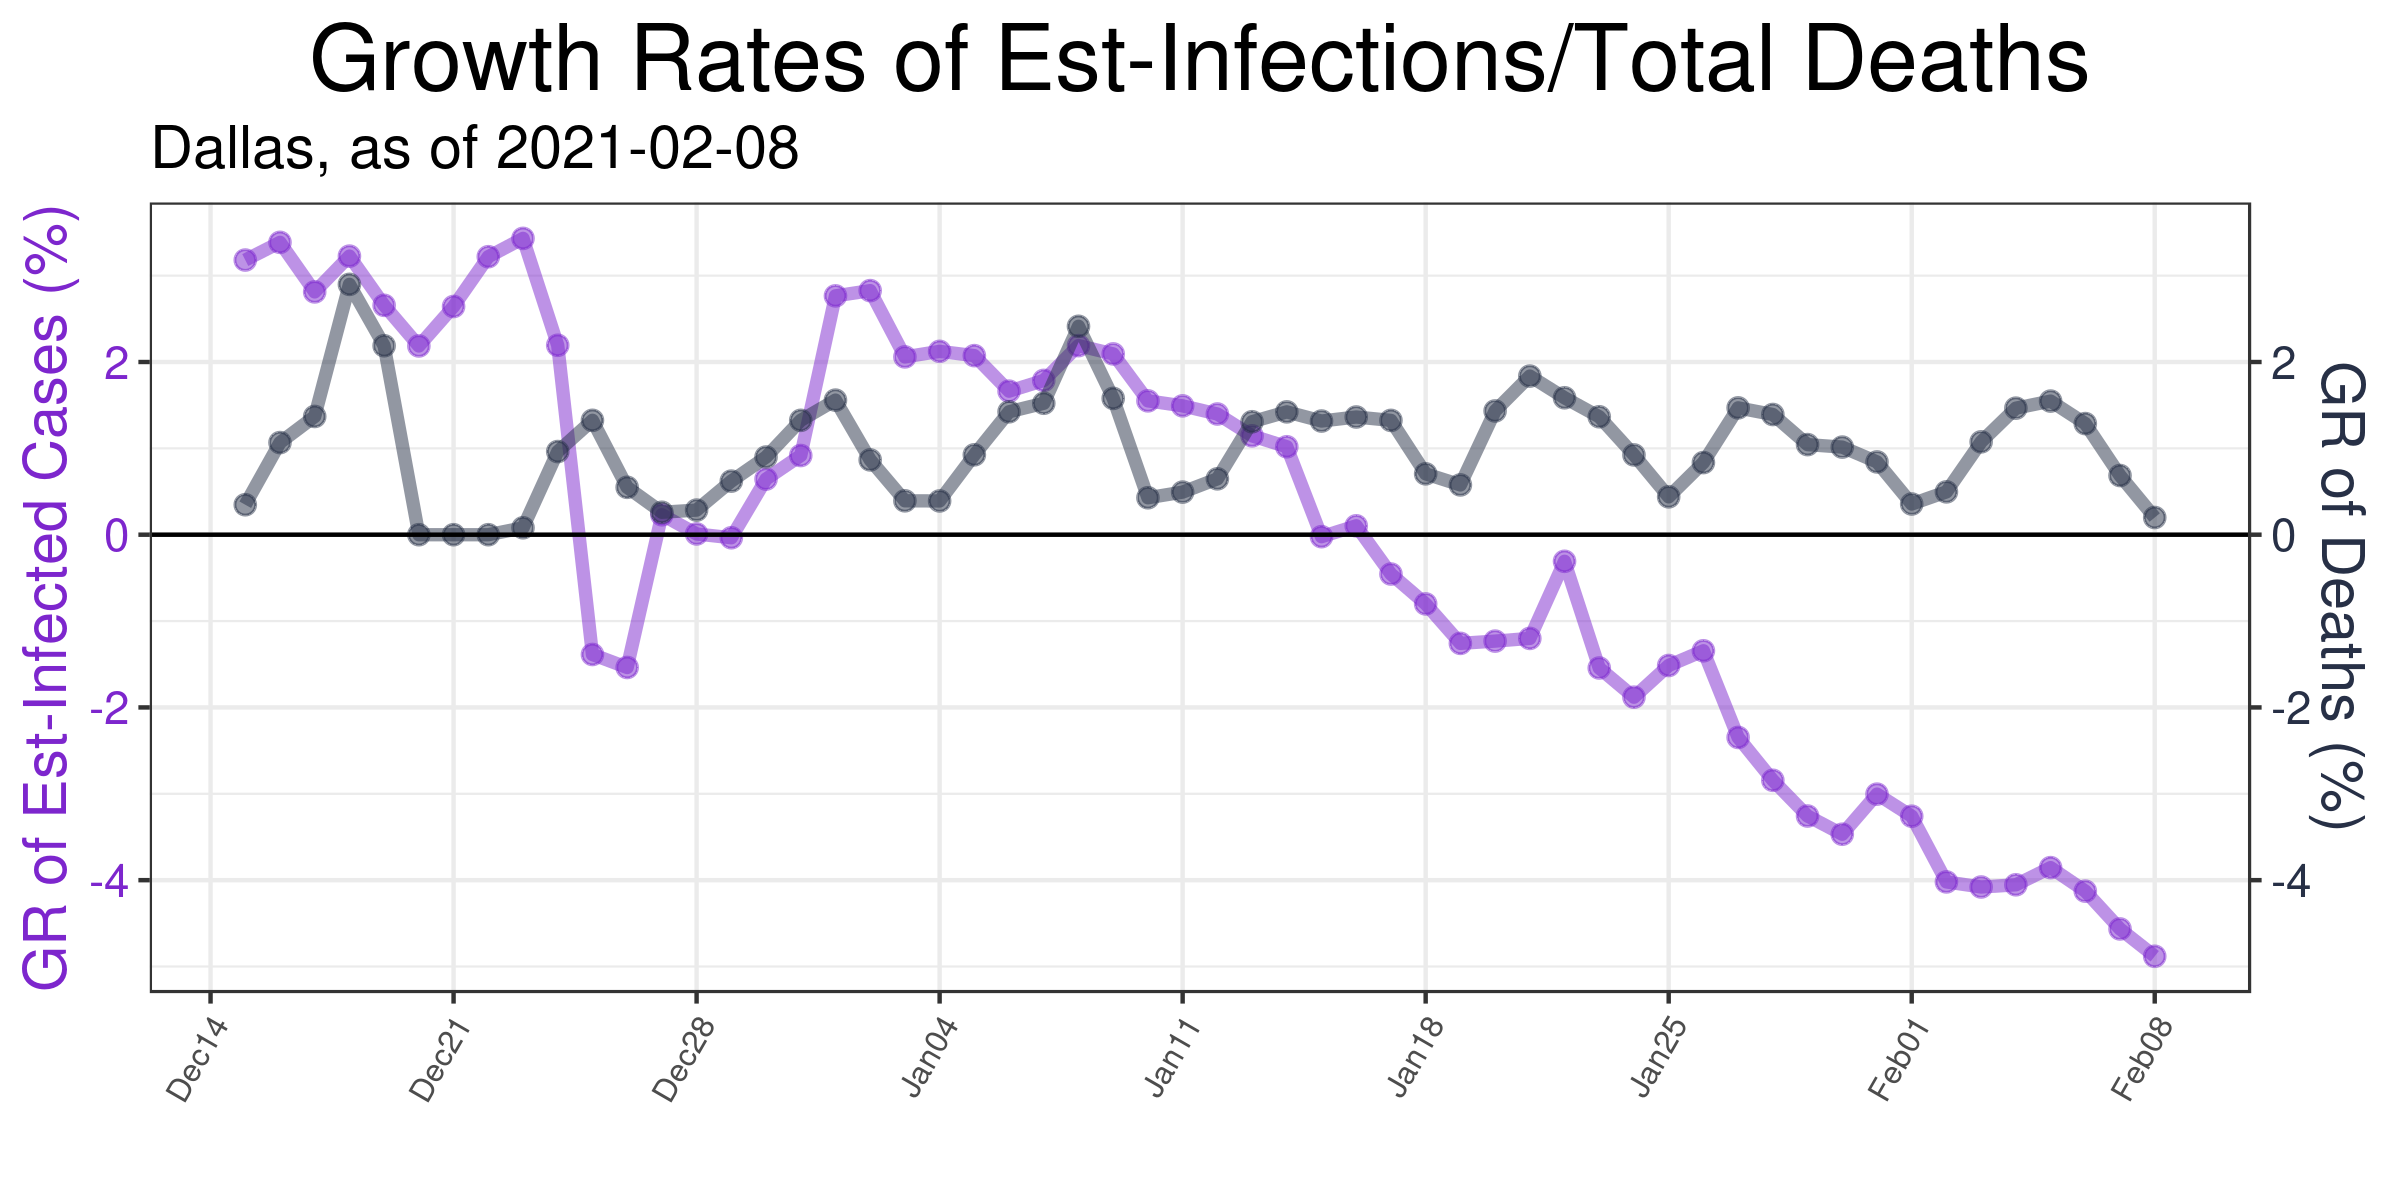 Growth Rates of Est-Infections/Total Deaths
Dallas, as of 2021-02-08
GR of Est-Infected Cases (%)
2
0
-2
-4
2
0
-2
-4
GR of Deaths (%)
Dec14
Dec21
Dec28
Jan04
Jan11
Jan18
Jan25
Feb01
Feb08